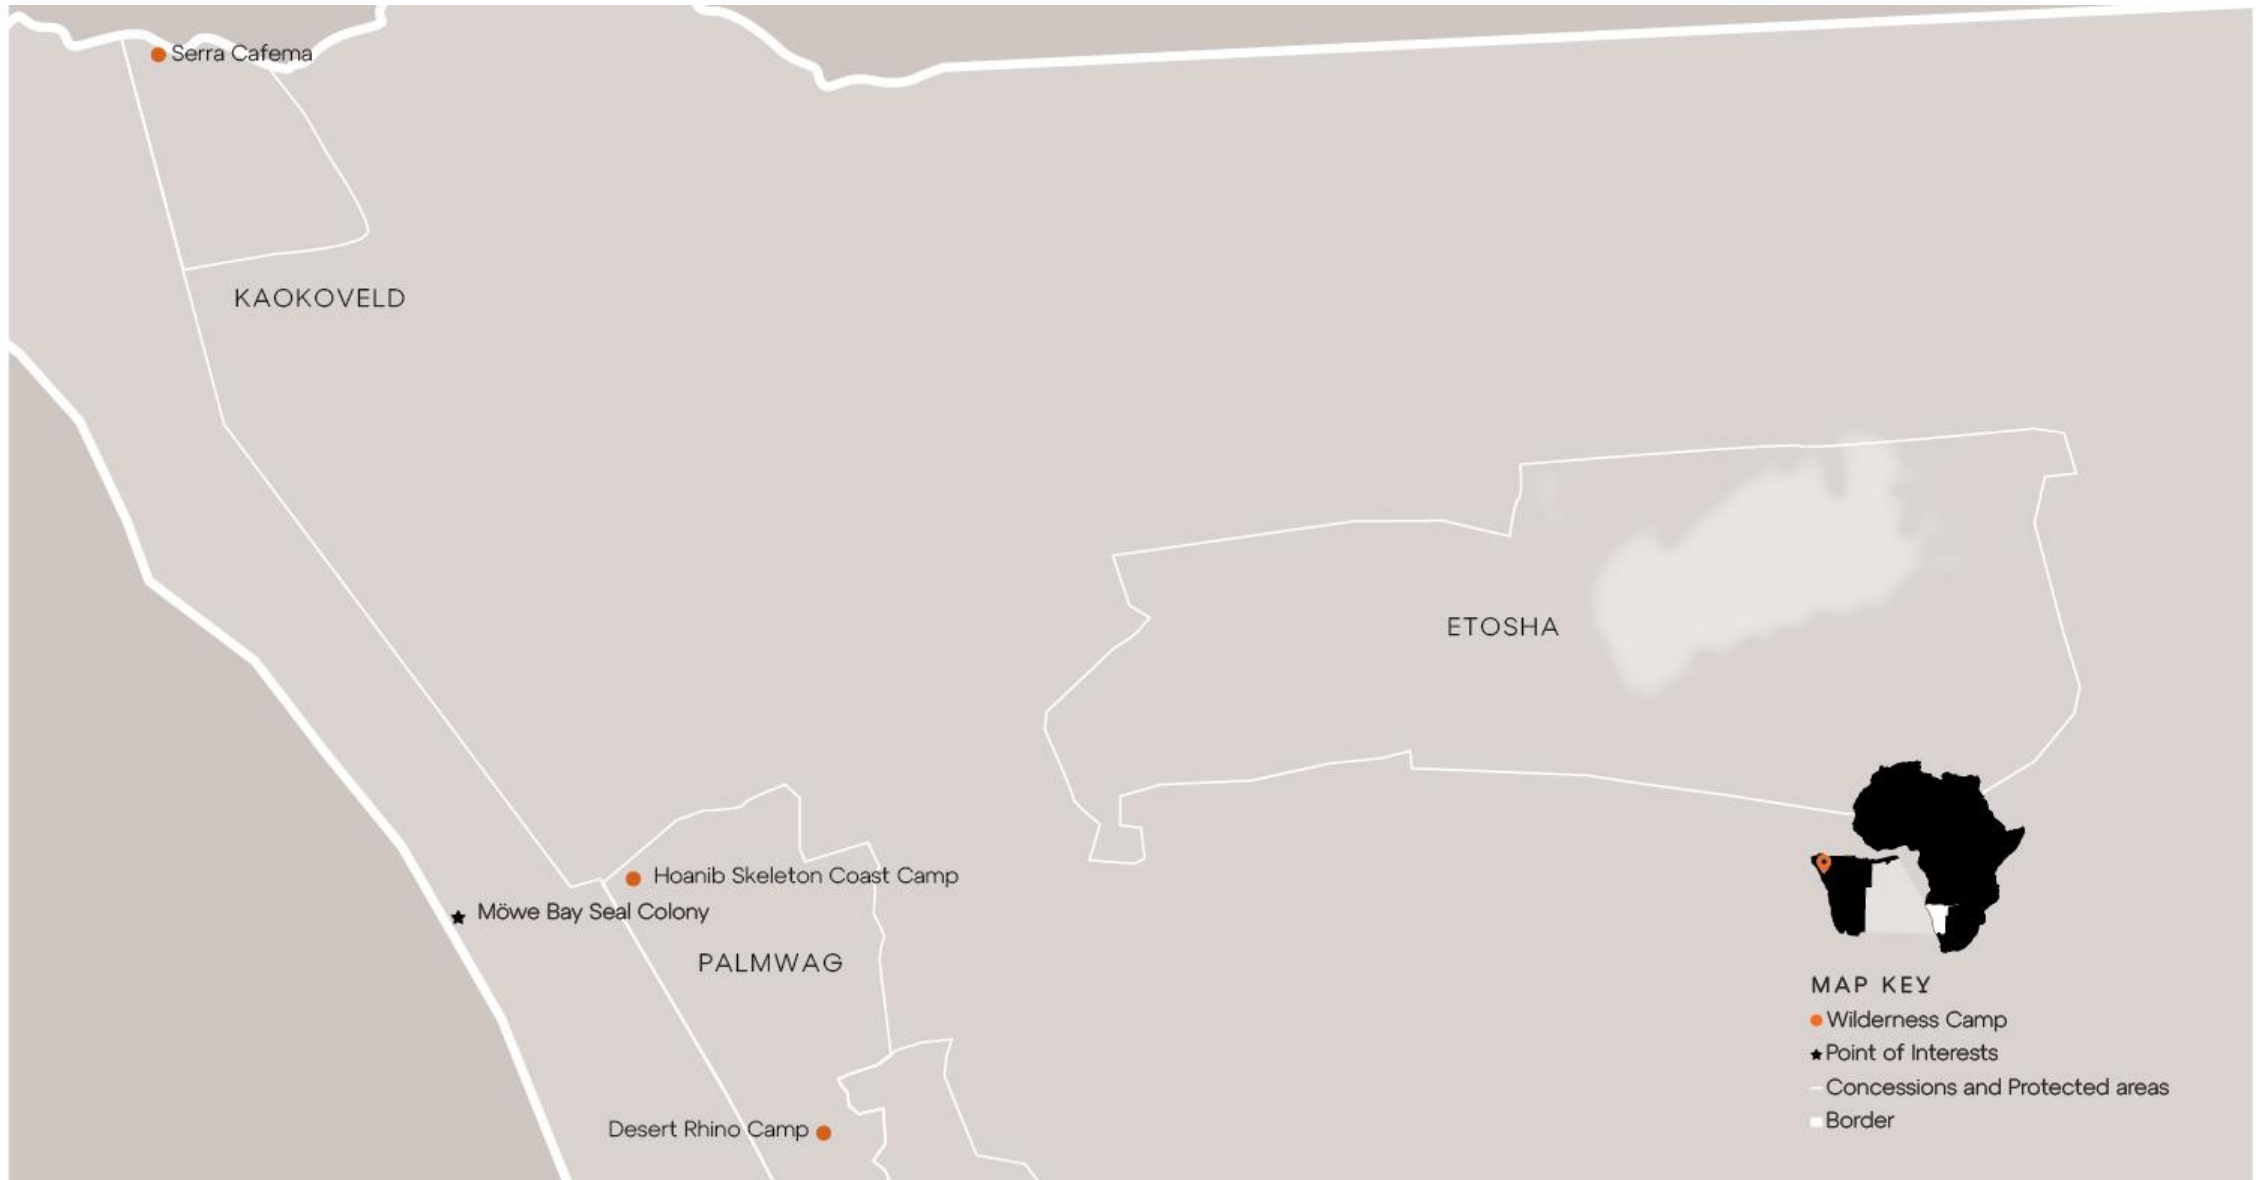 Serra Cafema
KAOKOVELD
ETOSHA
Hoanib Skeleton Coast Camp
Möwe Bay Seal Colony
PALMWAG
Desert Rhino Camp
MAP KEY
Wilderness Camp
Point of Interests
Concessions and Protected areas
Border